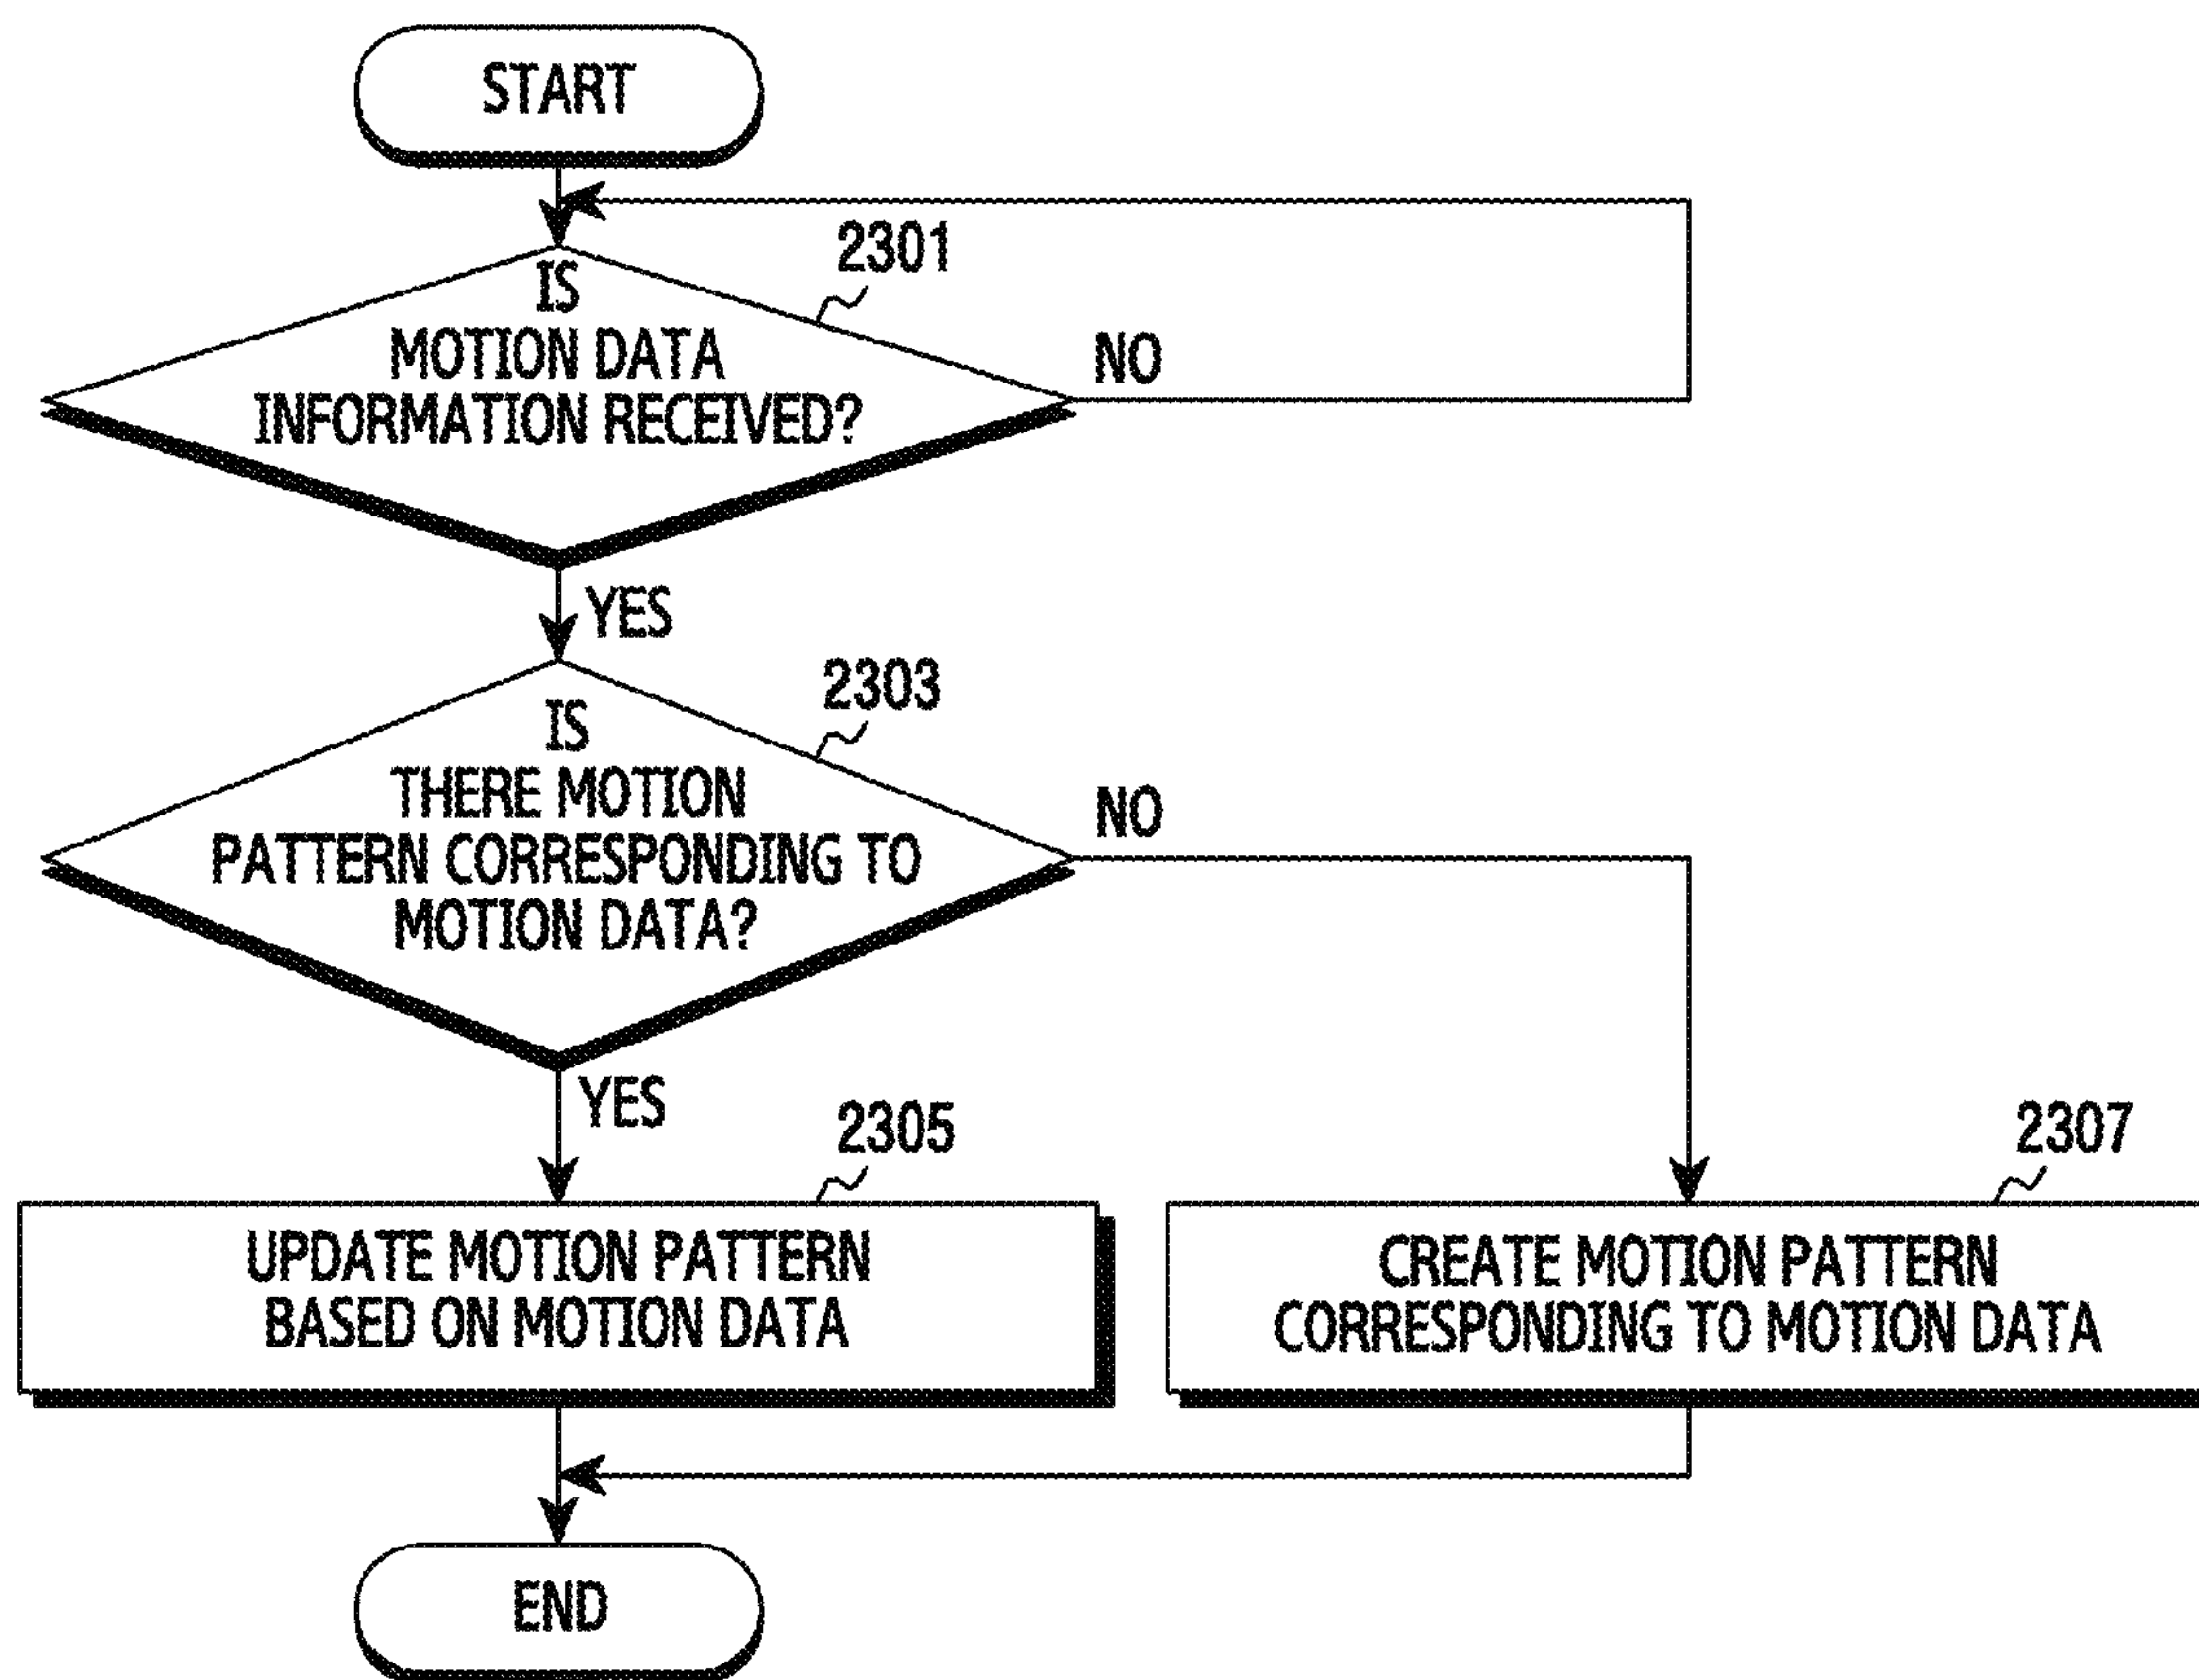 START
2301
IS
MOTION DATA
INFORMATION RECEIVED?
NO
YES
2303
IS
THERE MOTION
PATTERN CORRESPONDING TO
MOTION DATA?
NO
YES
2305
UPDATE MOTION PATTERN
BASED ON MOTION DATA
2307
CREATE MOTION PATTERN
CORRESPONDING TO MOTION DATA
END